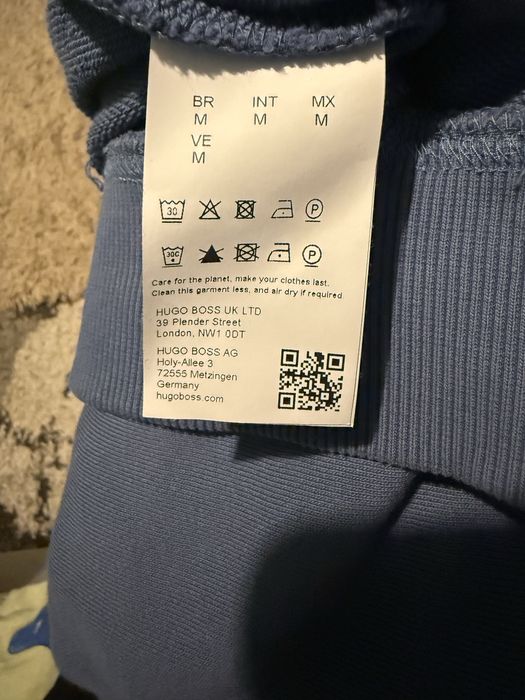 BR INT MX
M M M
VE
M
30 P
30C P
Care for the planet, make your clothes last.
Clean this garment less, and air dry if required.
HUGO BOSS UK LTD
39 Plender Street
London, NW1 0DT
HUGO BOSS AG
Holy-Allee 3
72555 Metzingen
Germany
hugoboss.com